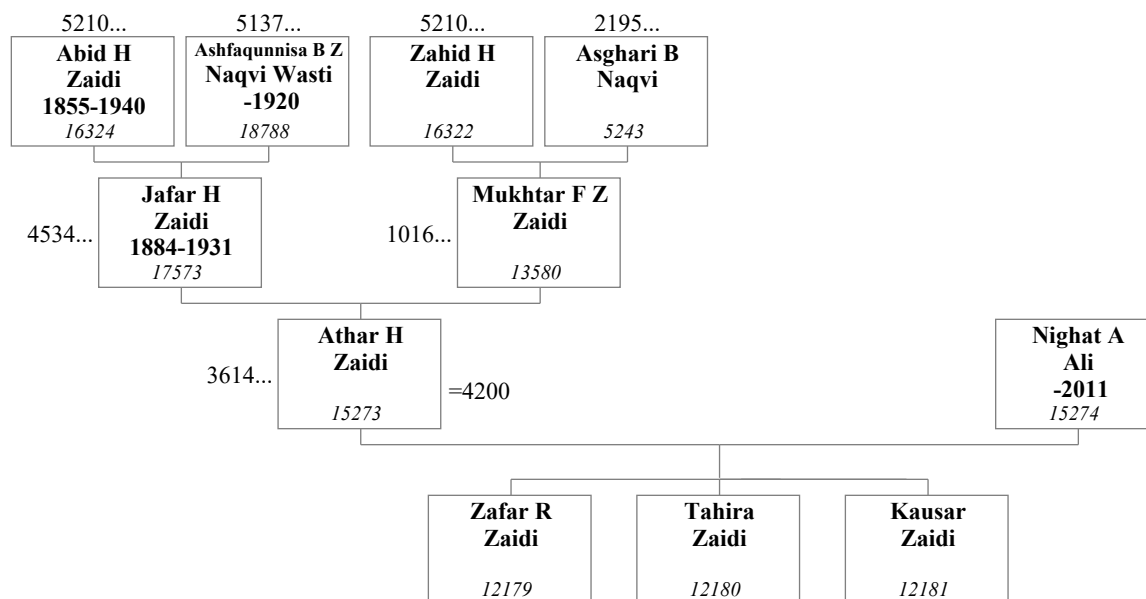 5210...
5137...
5210...
2195...
Abid H
Zaidi
1855-1940
16324
Ashfaqunnisa B Z
Naqvi Wasti
-1920
18788
Zahid H
Zaidi
16322
Asghari B
Naqvi
5243
4534...
Jafar H
Zaidi
1884-1931
17573
1016...
Mukhtar F Z
Zaidi
13580
3614...
Athar H
Zaidi
15273
=4200
Nighat A
Ali
-2011
15274
Zafar R
Zaidi
12179
Tahira
Zaidi
12180
Kausar
Zaidi
12181